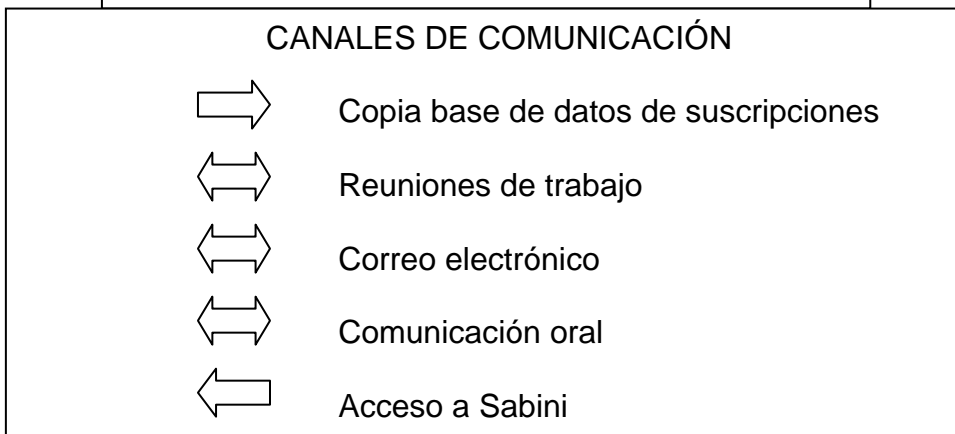 CANALES DE COMUNICACIÓN
Copia base de datos de suscripciones
Reuniones de trabajo
Correo electrónico
Comunicación oral
Acceso a Sabini